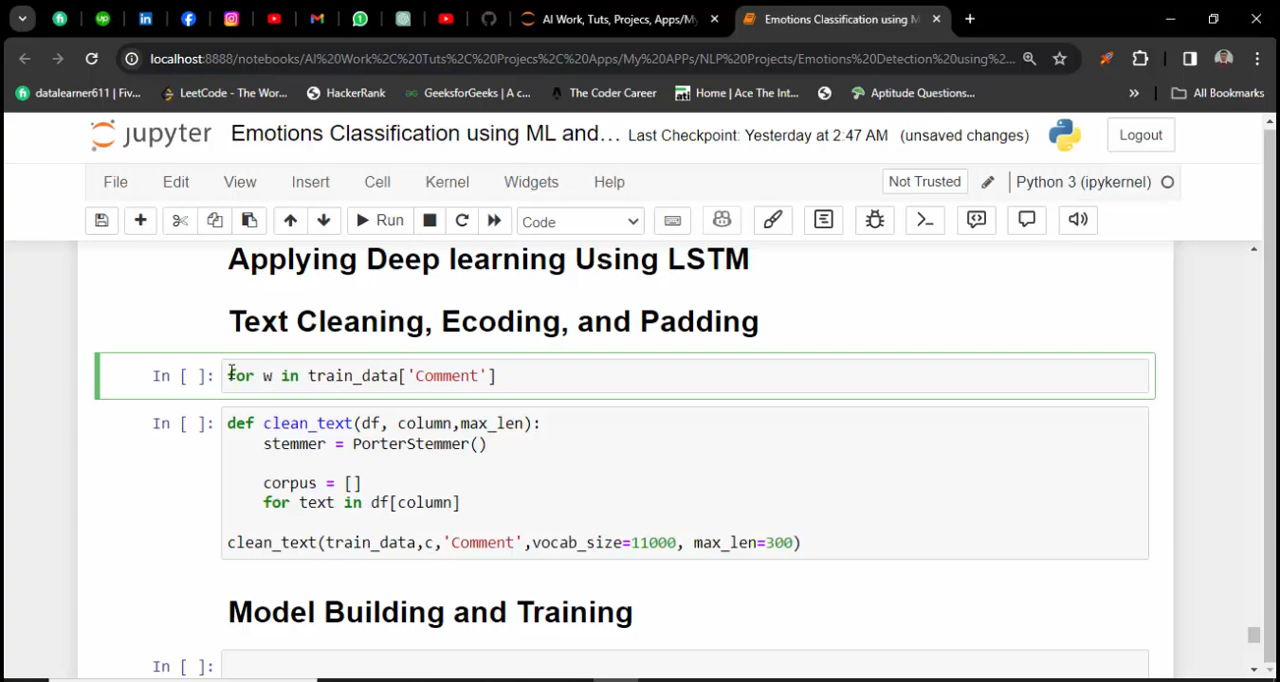 AI Work, Tuts, Projecs, Apps/My
Emotions Classification using M
localhost:8888/notebooks/AI%20Work%2C%20Tuts%2C%20Projecs%2C%20Apps/My%20APPs/NLP%20Projects/Emotions%20Detection%20using%2...
datalearner611 | Fiv...
LeetCode - The Wor...
HackerRank
GeeksforGeeks | A c...
The Coder Career
Home | Ace The Int...
Aptitude Questions...
»
All Bookmarks
jupyter Emotions Classification using ML and... Last Checkpoint: Yesterday at 2:47 AM (unsaved changes)
Logout
File Edit View Insert Cell Kernel Widgets Help
Not Trusted
Python 3 (ipykernel)
Run
Code
Applying Deep learning Using LSTM
Text Cleaning, Ecoding, and Padding
In [ ]: for w in train_data['Comment']
In [ ]: def clean_text(df, column,max_len):
stemmer = PorterStemmer()
corpus = []
for text in df[column]
clean_text(train_data,c,'Comment',vocab_size=11000, max_len=300)
Model Building and Training
In [ ]: